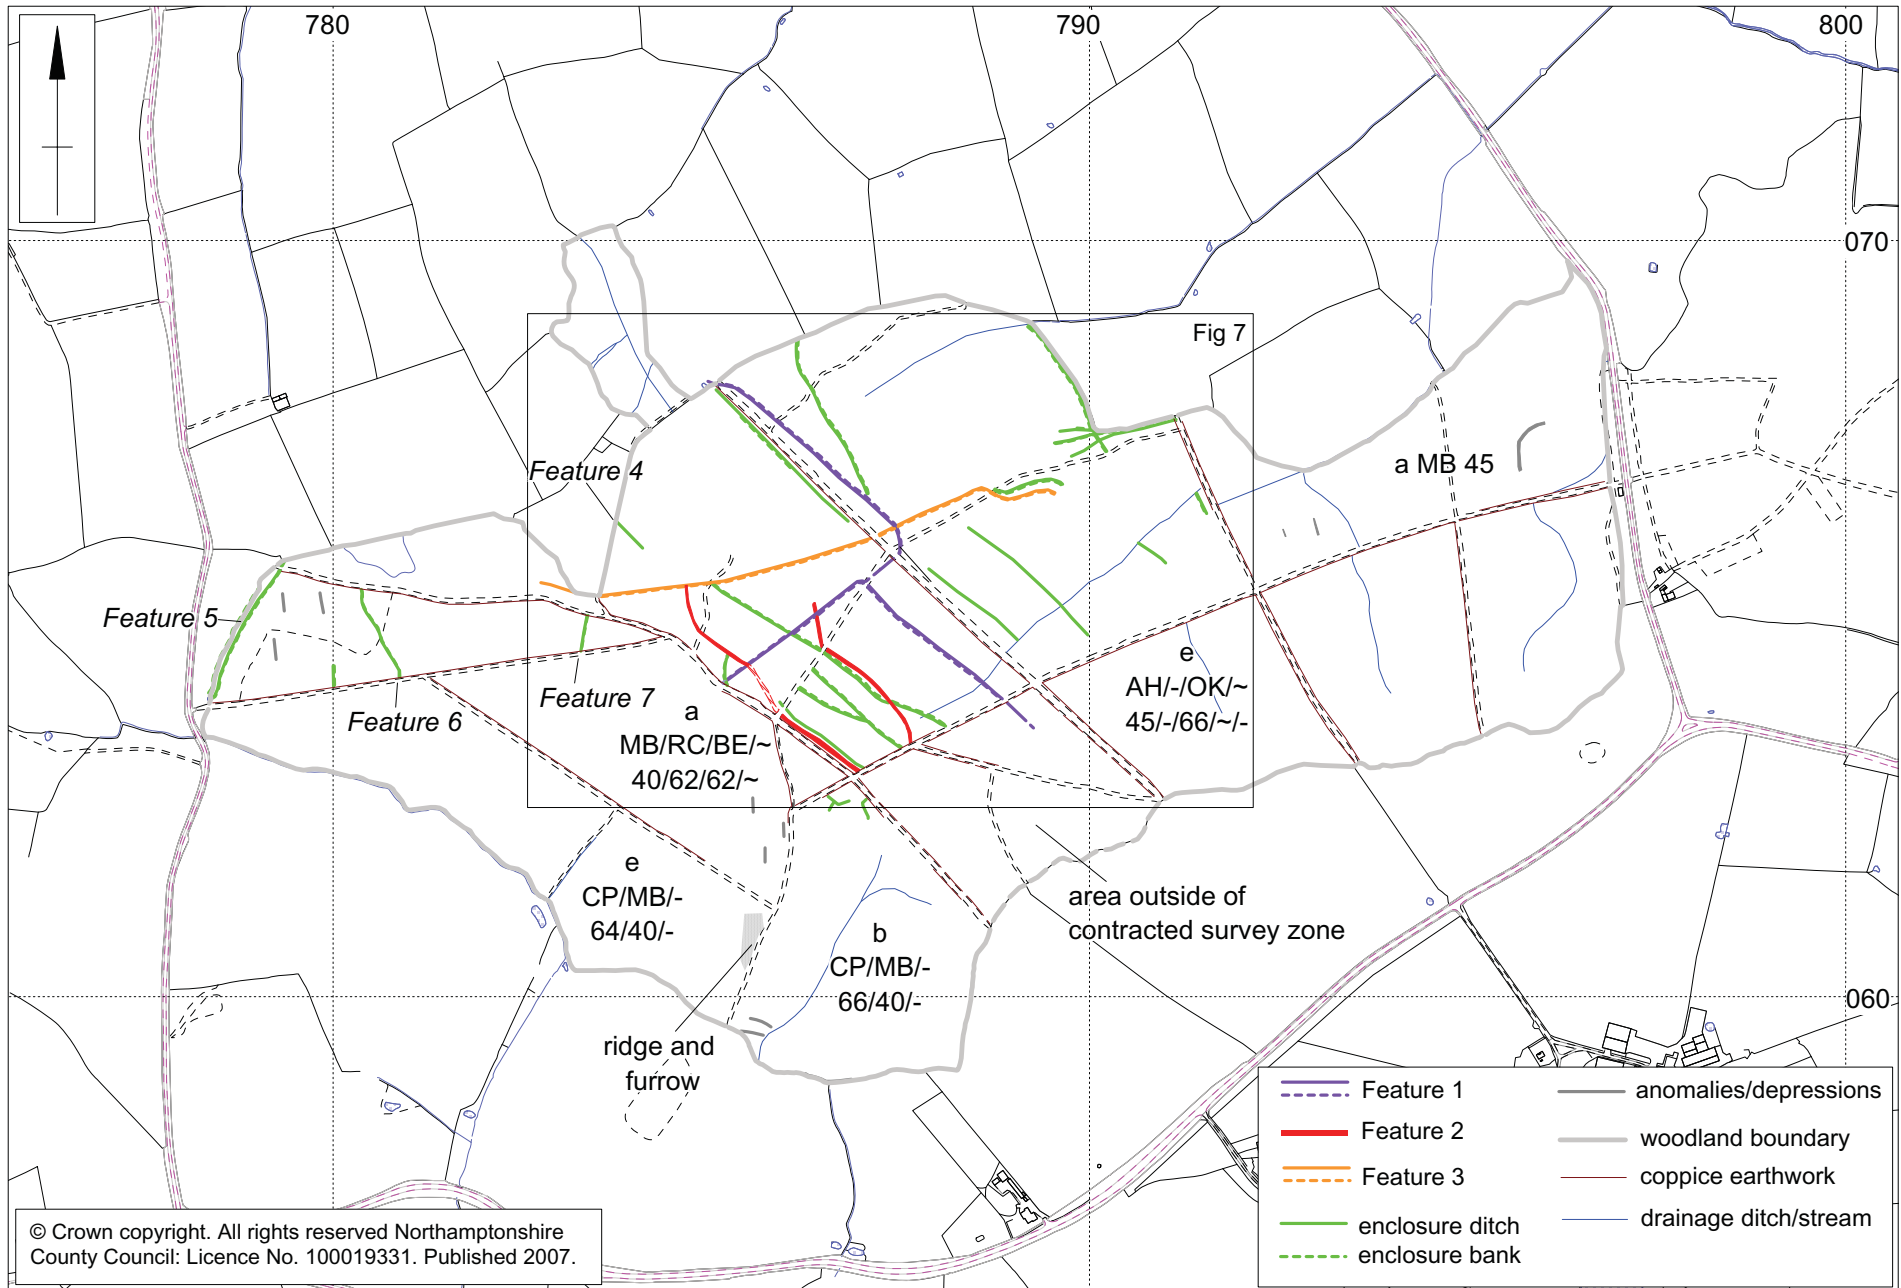 780
790
800
070
Fig 7
a MB 45
Feature 4
Feature 5
Feature 6
Feature 7
a
MB/RC/BE/~
40/62/62/~
e
AH/-/OK/~
45/-/66/~/-
e
CP/MB/-
64/40/-
b
CP/MB/-
66/40/-
area outside of
contracted survey zone
060
ridge and
furrow
Feature 1
Feature 2
Feature 3
enclosure ditch
enclosure bank
anomalies/depressions
woodland boundary
coppice earthwork
drainage ditch/stream
© Crown copyright. All rights reserved Northamptonshire
County Council: Licence No. 100019331. Published 2007.